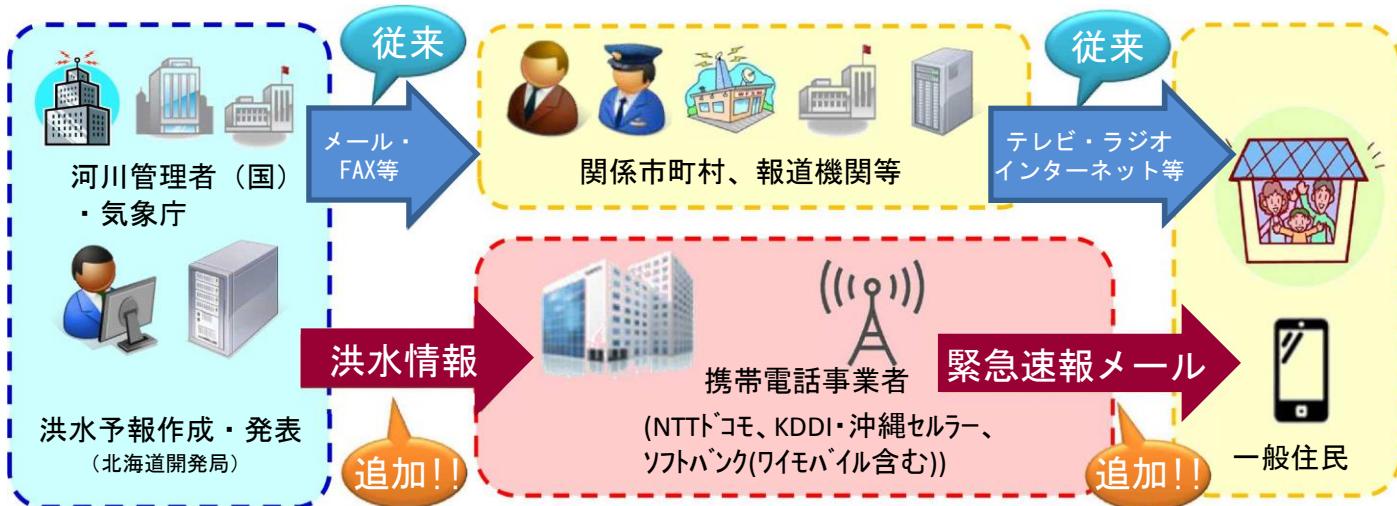 従来
従来
河川管理者（国）
・気象庁
メール・
FAX等
関係市町村、報道機関等
テレビ・ラジオ
インターネット等
洪水予報作成・発表
（北海道開発局）
洪水情報
追加!!
携帯電話事業者
(NTTﾄﾞｺﾓ、KDDI・沖縄ｾﾙﾗｰ、
ｿﾌﾄﾊﾞﾝｸ(ﾜｲﾓﾊﾞｲﾙ含む))
緊急速報メール
追加!!
一般住民